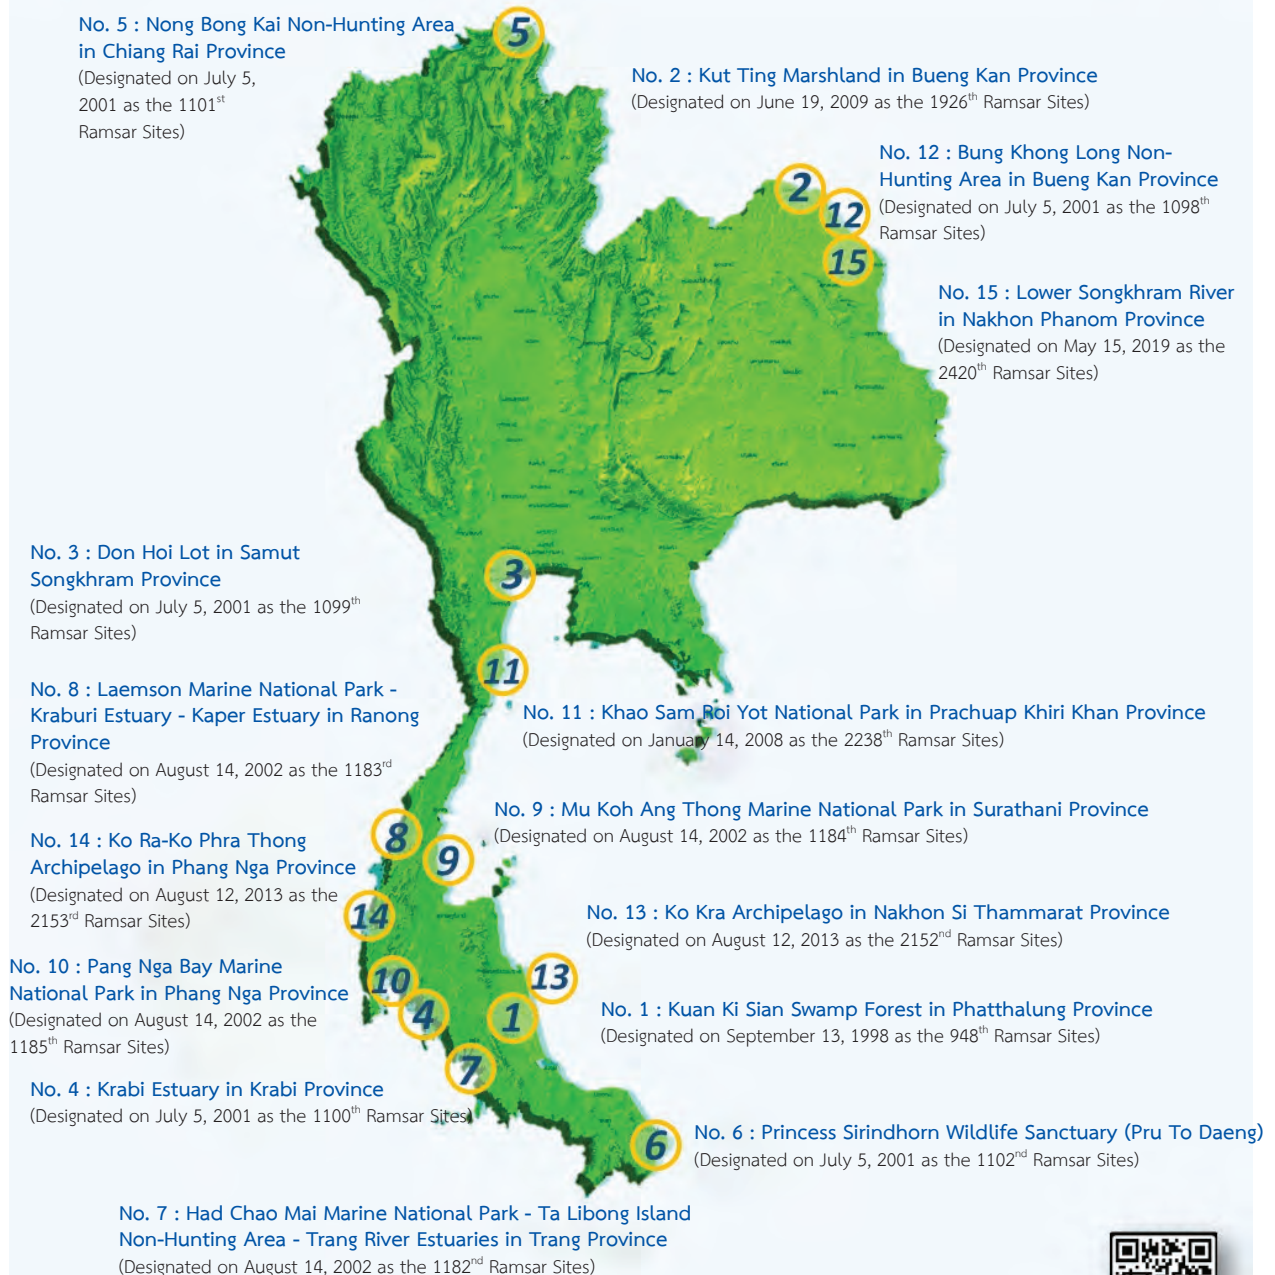 No. 5 : Nong Bong Kai Non-Hunting Area
in Chiang Rai Province
(Designated on July 5,
2001 as the 1101st
Ramsar Sites)
5
No. 2 : Kut Ting Marshland in Bueng Kan Province
(Designated on June 19, 2009 as the 1926th Ramsar Sites)
No. 12 : Bung Khong Long Non-
Hunting Area in Bueng Kan Province
(Designated on July 5, 2001 as the 1098th
Ramsar Sites)
2
12
15
No. 15 : Lower Songkhram River
in Nakhon Phanom Province
(Designated on May 15, 2019 as the
2420th Ramsar Sites)
No. 3 : Don Hoi Lot in Samut
Songkhram Province
(Designated on July 5, 2001 as the 1099th
Ramsar Sites)
3
11
No. 8 : Laemson Marine National Park -
Kraburi Estuary - Kaper Estuary in Ranong
Province
(Designated on August 14, 2002 as the 1183rd
Ramsar Sites)
No. 11 : Khao Sam Roi Yot National Park in Prachuap Khiri Khan Province
(Designated on January 14, 2008 as the 2238th Ramsar Sites)
No. 9 : Mu Koh Ang Thong Marine National Park in Surathani Province
(Designated on August 14, 2002 as the 1184th Ramsar Sites)
8
9
No. 14 : Ko Ra-Ko Phra Thong
Archipelago in Phang Nga Province
(Designated on August 12, 2013 as the
2153rd Ramsar Sites)
14
No. 13 : Ko Kra Archipelago in Nakhon Si Thammarat Province
(Designated on August 12, 2013 as the 2152nd Ramsar Sites)
No. 10 : Pang Nga Bay Marine
National Park in Phang Nga Province
(Designated on August 14, 2002 as the
1185th Ramsar Sites)
10
13
4
1
No. 1 : Kuan Ki Sian Swamp Forest in Phatthalung Province
(Designated on September 13, 1998 as the 948th Ramsar Sites)
7
No. 4 : Krabi Estuary in Krabi Province
(Designated on July 5, 2001 as the 1100th Ramsar Sites)
6
No. 6 : Princess Sirindhorn Wildlife Sanctuary (Pru To Daeng)
(Designated on July 5, 2001 as the 1102nd Ramsar Sites)
No. 7 : Had Chao Mai Marine National Park - Ta Libong Island
Non-Hunting Area - Trang River Estuaries in Trang Province
(Designated on August 14, 2002 as the 1182nd Ramsar Sites)